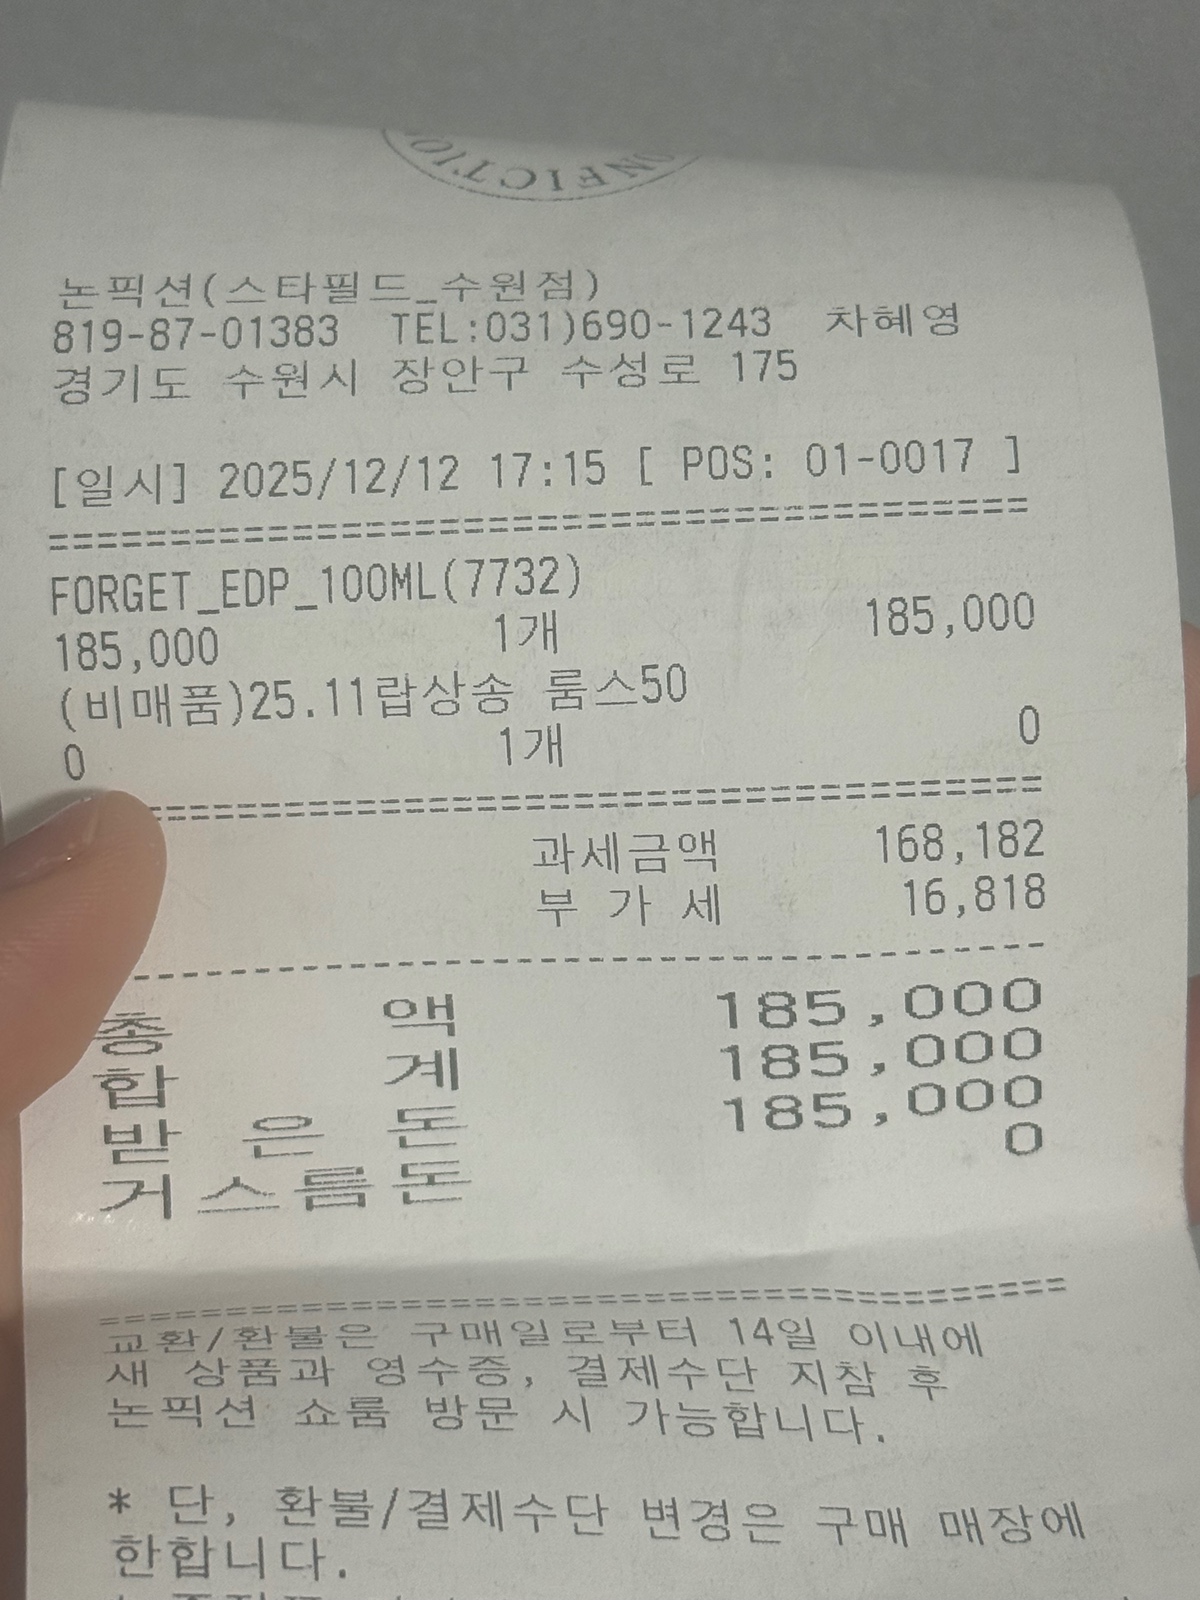 논픽션(스타필드_수원점)
819-87-01383 TEL:031)690-1243 차혜영
경기도 수원시 장안구 수성로 175
[일시] 2025/12/12 17:15 [ POS: 01-0017 ]
======================================
FORGET_EDP_100ML(7732)
185,000 1개 185,000
(비매품)25.11랍상송 룸스50
0 1개 0
======================================
과세금액 168,182
부 가 세 16,818
--------------------------------------
총 액 185,000
합 계 185,000
받 은 돈 185,000
거스름돈 0
======================================
교환/환불은 구매일로부터 14일 이내에
새 상품과 영수증, 결제수단 지참 후
논픽션 쇼룸 방문 시 가능합니다.
* 단, 환불/결제수단 변경은 구매 매장에
한합니다.